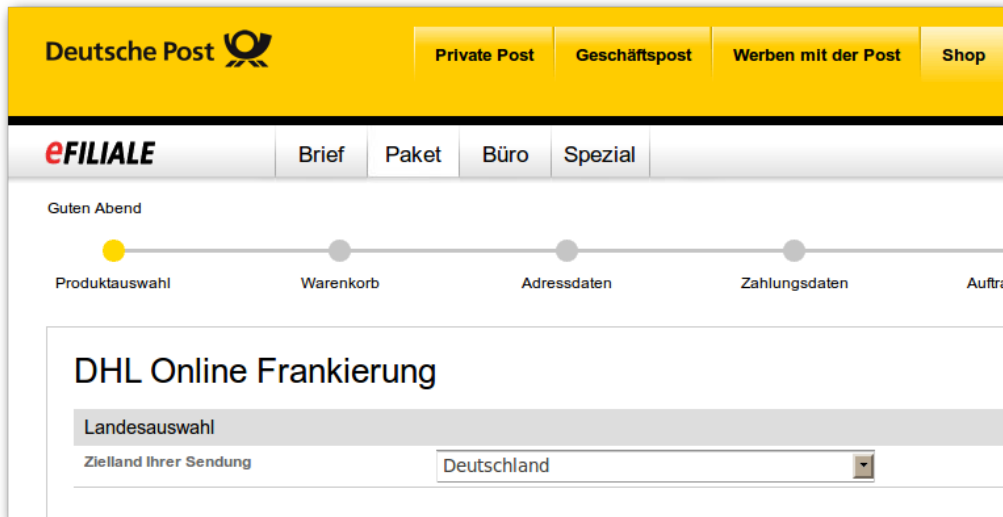 Deutsche Post
Private Post Geschäftspost Werben mit der Post Shop
eFILIALE Brief Paket Büro Spezial
Guten Abend
Produktauswahl Warenkorb Adressdaten Zahlungsdaten Auftra
DHL Online Frankierung
Landesauswahl
Zielland Ihrer Sendung Deutschland